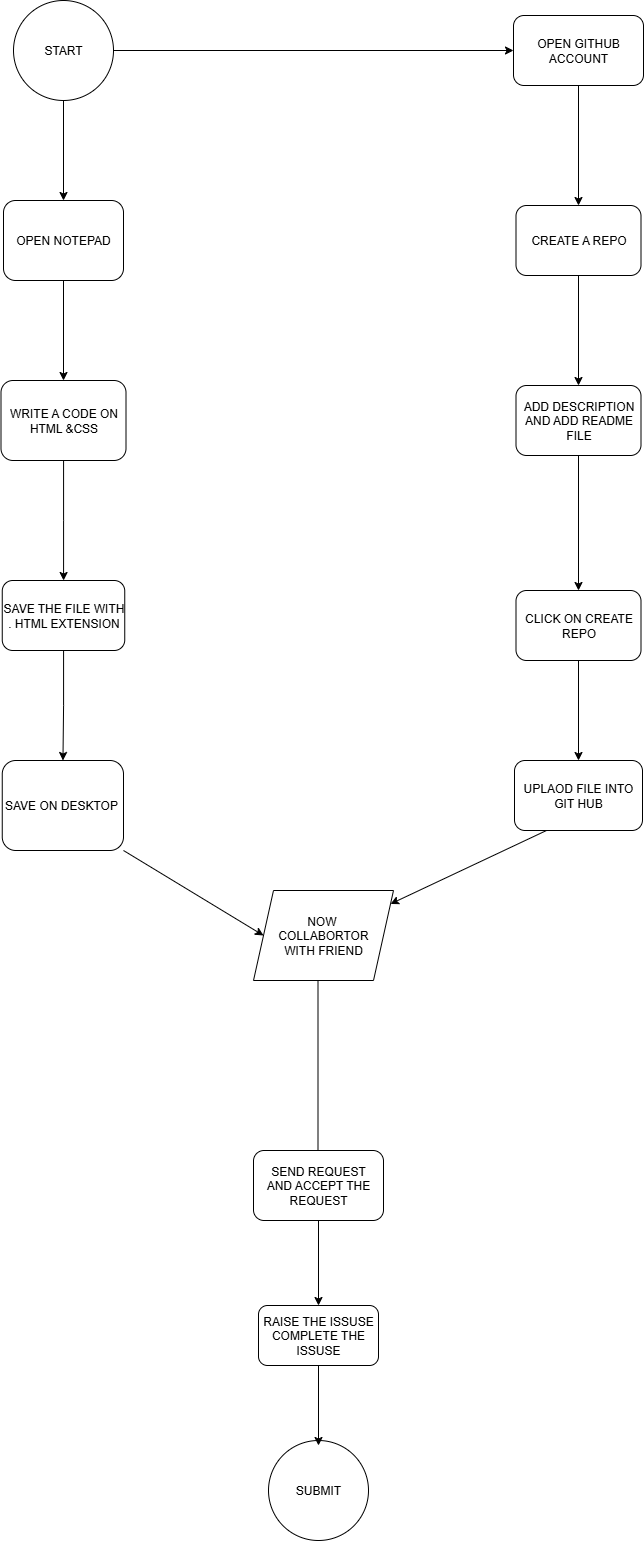 START
OPEN GITHUB
ACCOUNT
OPEN NOTEPAD
CREATE A REPO
WRITE A CODE ON
HTML &CSS
ADD DESCRIPTION
AND ADD README
FILE
SAVE THE FILE WITH
. HTML EXTENSION
CLICK ON CREATE
REPO
SAVE ON DESKTOP
UPLAOD FILE INTO
GIT HUB
NOW
COLLABORTOR
WITH FRIEND
SEND REQUEST
AND ACCEPT THE
REQUEST
RAISE THE ISSUSE
COMPLETE THE
ISSUSE
SUBMIT